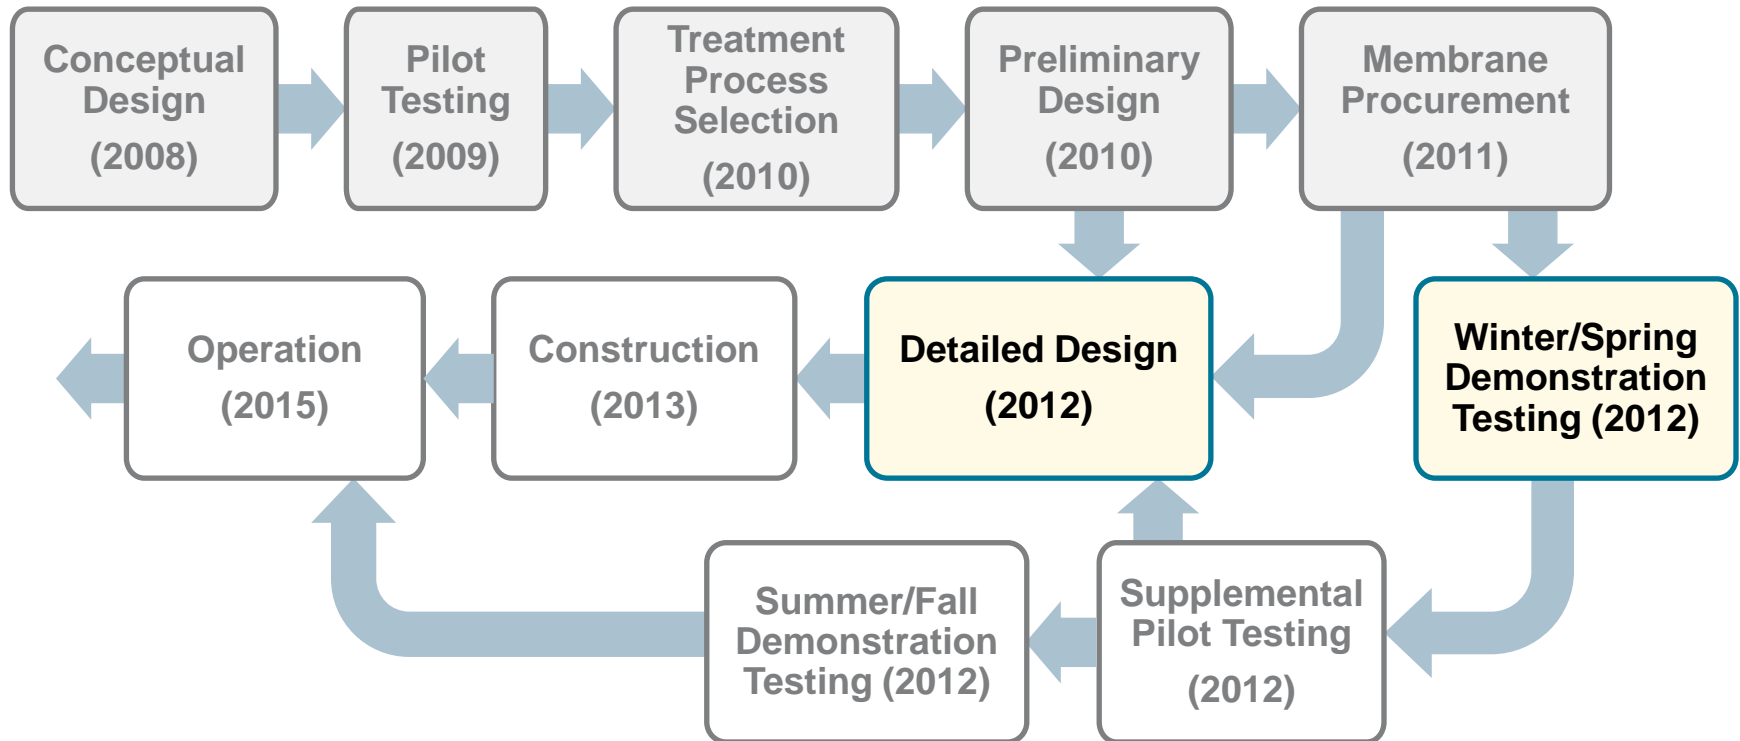 Conceptual
Design
(2008)
Pilot
Testing
(2009)
Treatment
Process
Selection
(2010)
Preliminary
Design
(2010)
Membrane
Procurement
(2011)
Operation
(2015)
Construction
(2013)
Detailed Design
(2012)
Winter/Spring
Demonstration
Testing (2012)
Summer/Fall
Demonstration
Testing (2012)
Supplemental
Pilot Testing
(2012)